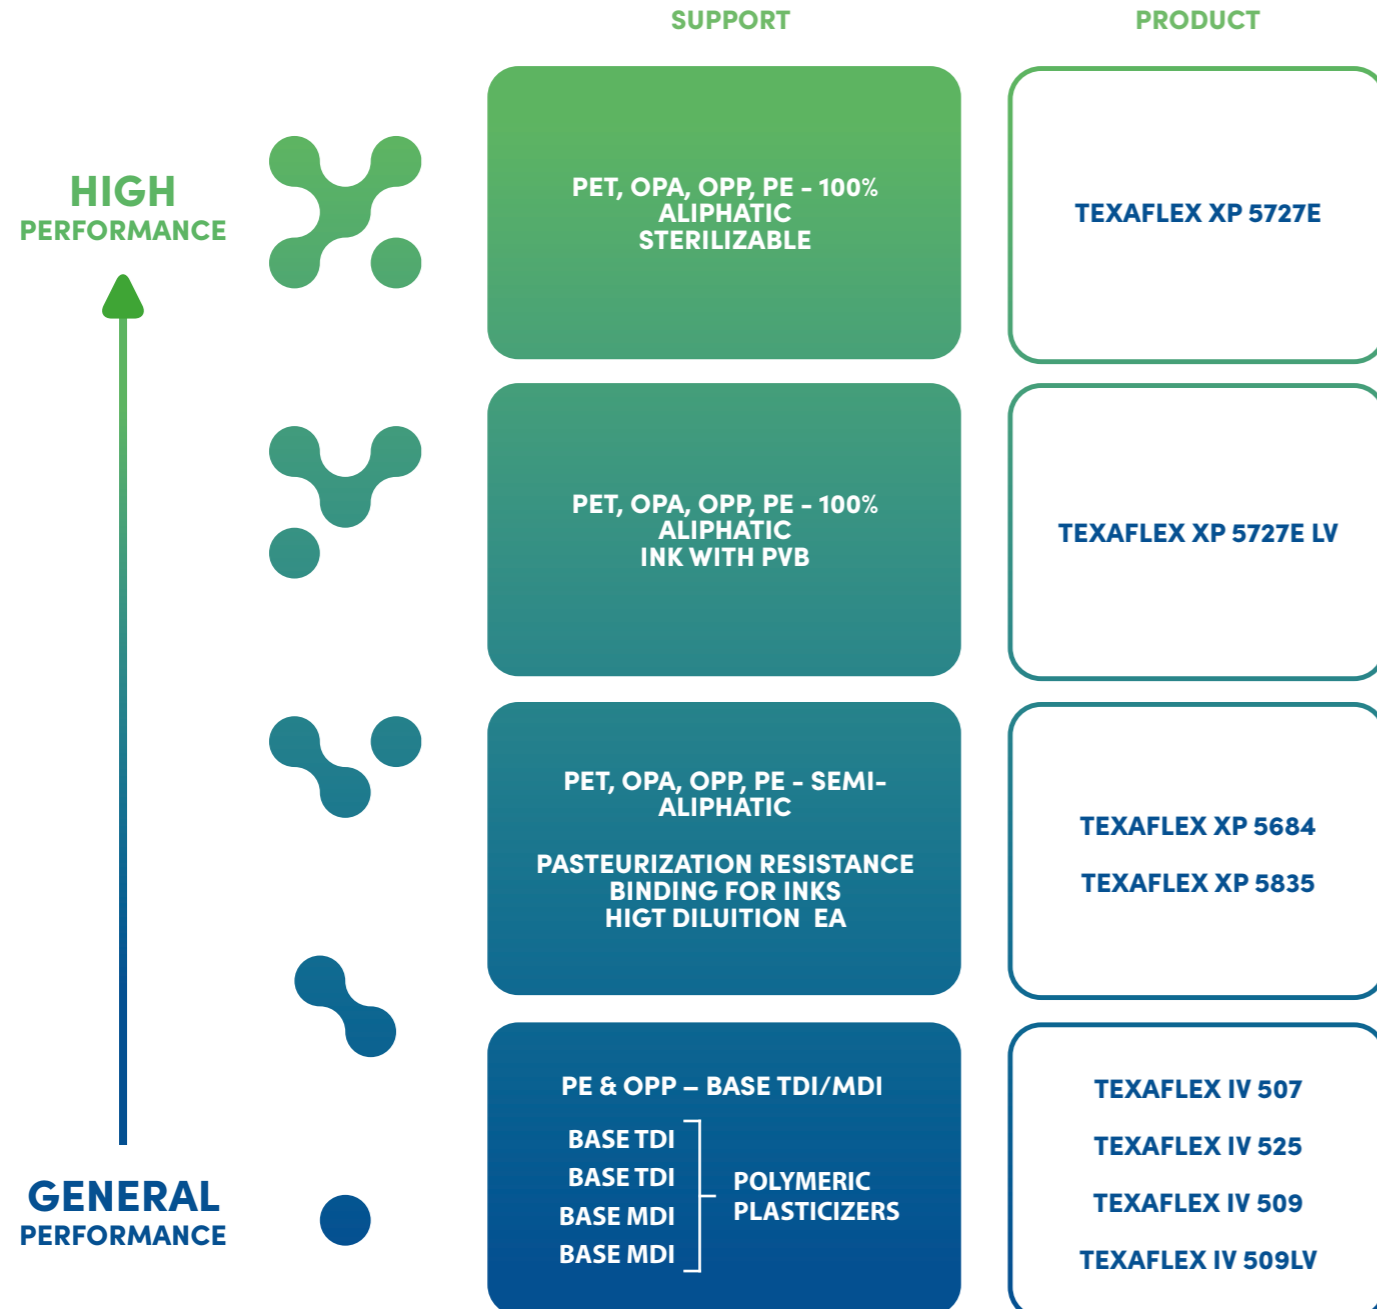 SUPPORT
PRODUCT
HIGH
PERFORMANCE
PET, OPA, OPP, PE - 100%
ALIPHATIC
STERILIZABLE
TEXAFLEX XP 5727E
PET, OPA, OPP, PE - 100%
ALIPHATIC
INK WITH PVB
TEXAFLEX XP 5727E LV
PET, OPA, OPP, PE - SEMI-
ALIPHATIC
PASTEURIZATION RESISTANCE
BINDING FOR INKS
HIGT DILUITION EA
TEXAFLEX XP 5684
TEXAFLEX XP 5835
GENERAL
PERFORMANCE
PE & OPP – BASE TDI/MDI
BASE TDI
BASE TDI
BASE MDI
BASE MDI
POLYMERIC
PLASTICIZERS
TEXAFLEX IV 507
TEXAFLEX IV 525
TEXAFLEX IV 509
TEXAFLEX IV 509LV